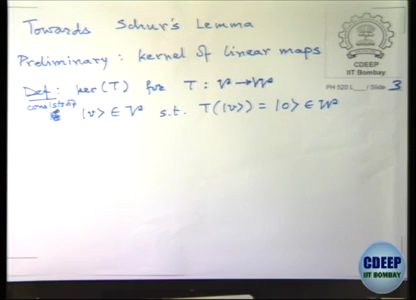 Towards Schur's Lemma
Preliminary : kernel of linear maps
Def : ker(T) for T : V → W
consists of |v> ∈ V s.t. T(|v>) = |0> ∈ W
CDEEP
IIT Bombay
PH 520 L___ / Slide 3
CDEEP
IIT BOMBAY